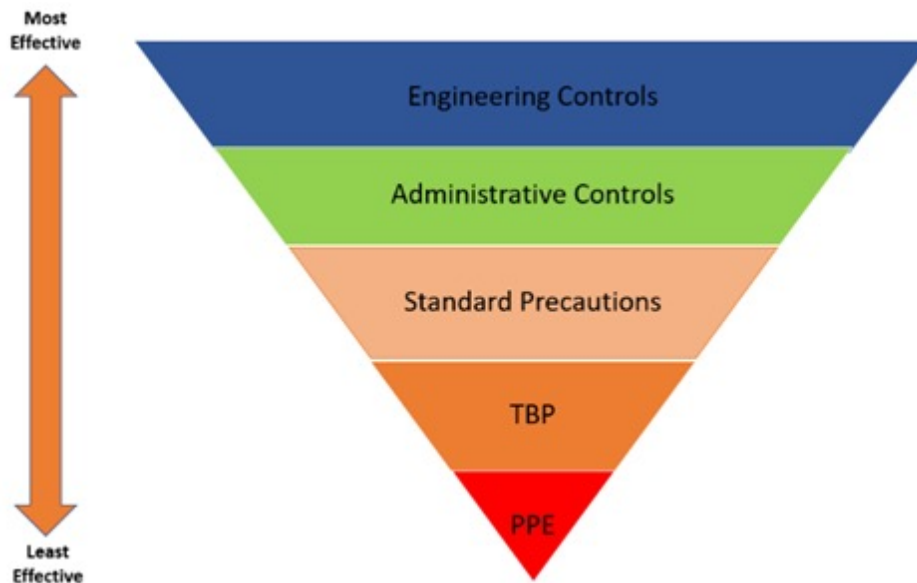 Most
Effective
Engineering Controls
Administrative Controls
Standard Precautions
TBP
PPE
Least
Effective